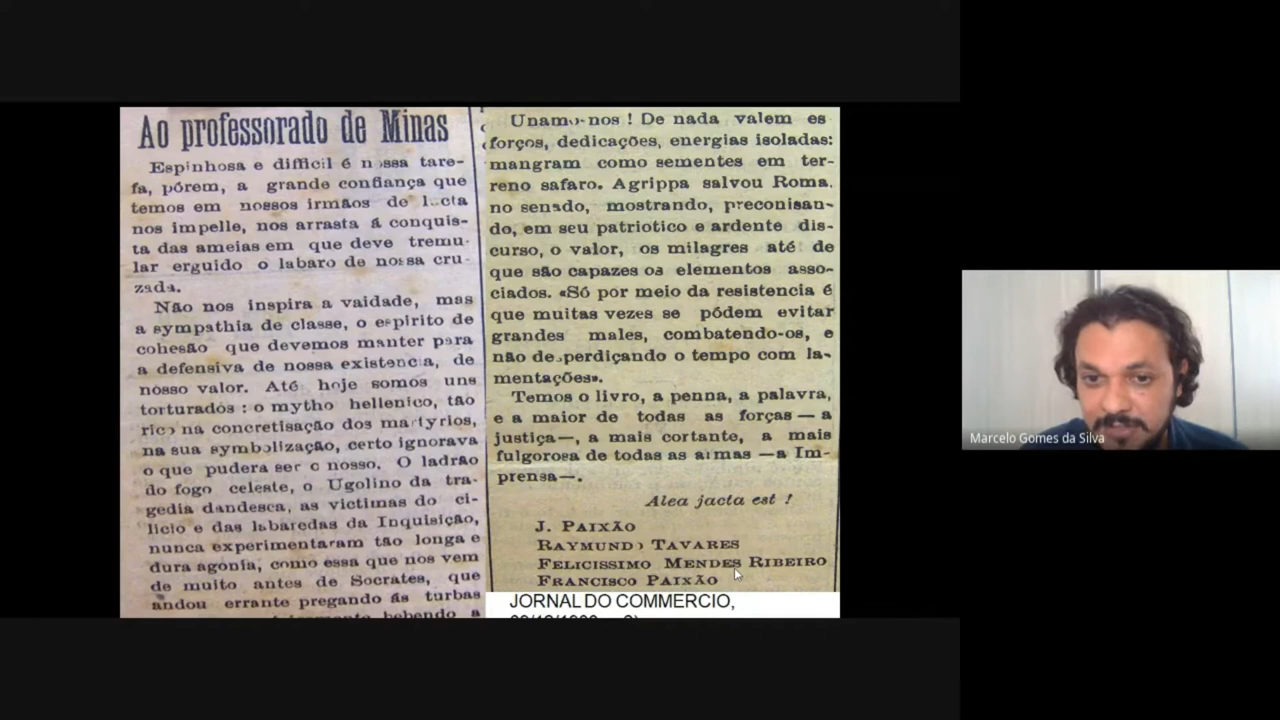 Ao professorado de Minas
Espinhosa e difficil é nossa tare-
fa, pórem, a grande confiança que
temos em nossos irmãos de lucta
nos impelle, nos arrasta á conquis-
ta das ameias em que deve tremu-
lar erguido o labaro de nossa cru-
zada.
Não nos inspira a vaidade, mas
a sympathia de classe, o espirito de
cohesão que devemos manter para
a defensiva de nossa existencia, de
nosso valor. Até hoje somos uns
torturados : o mytho hellenico, tão
rico na concretisação dos martyrios,
na sua symbolização, certo ignorava
o que pudera ser o nosso. O ladrão
do fogo celeste, o Ugolino da tra-
gedia dandesca, as victimas do ci-
licio e das labaredas da Inquisição,
nunca experimentaram tão longa e
dura agonia, como essa que nos vem
de muito antes de Socrates, que
andou errante pregando ás turbas
bebendo a
Unamo-nos ! De nada valem es
forços, dedicações, energias isoladas:
mangram como sementes em ter-
reno safaro. Agrippa salvou Roma.
no senado, mostrando, preconisan-
do, em seu patriotico e ardente dis-
curso, o valor, os milagres até de
que são capazes os elementos asso-
ciados. «Só por meio da resistencia é
que muitas vezes se pódem evitar
grandes males, combatendo-os, e
não desperdiçando o tempo com la-
mentações».
Temos o livro, a penna, a palavra,
e a maior de todas as forças — a
justiça—, a mais cortante, a mais
fulgorosa de todas as armas —a Im-
prensa—.
Alea jacta est !
J. PAIXÃO
RAYMUNDO TAVARES
FELICISSIMO MENDES RIBEIRO
FRANCISCO PAIXÃO
JORNAL DO COMMERCIO,
Marcelo Gomes da Silva